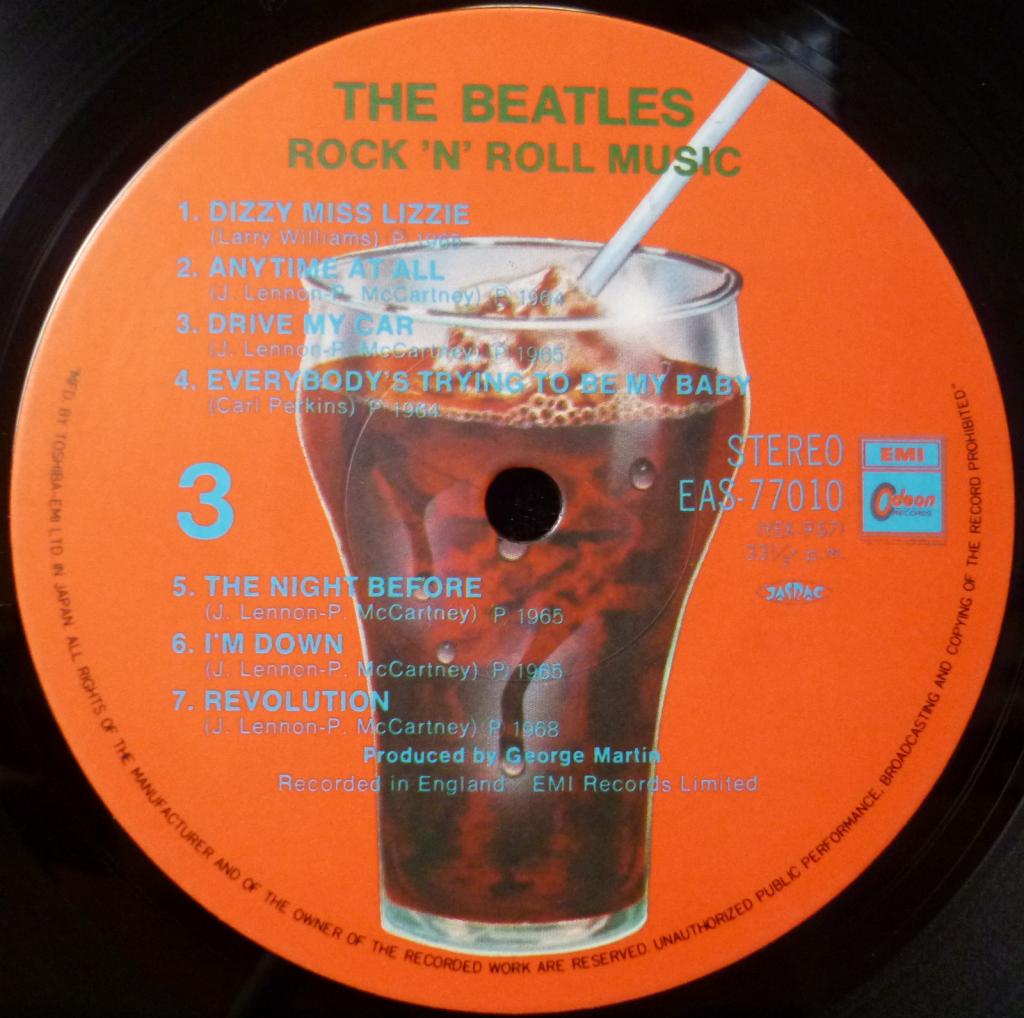 THE BEATLES
ROCK 'N' ROLL MUSIC
1. DIZZY MISS LIZZIE
(Larry Williams) P 1965
2. ANYTIME AT ALL
(J. Lennon-P. McCartney) P 1964
3. DRIVE MY CAR
(J. Lennon-P. McCartney) P 1965
4. EVERYBODY'S TRYING TO BE MY BABY
(Carl Perkins) P 1964
STEREO
EAS-77010
(YEX·957)
33⅓ r.p.m.
JASRAC
EMI
Odeon
RECORDS
3
5. THE NIGHT BEFORE
(J. Lennon-P. McCartney) P 1965
6. I'M DOWN
(J. Lennon-P. McCartney) P 1965
7. REVOLUTION
(J. Lennon-P. McCartney) P 1968
Produced by George Martin
Recorded in England EMI Records Limited
"MF'D. BY TOSHIBA-EMI LTD. IN JAPAN. ALL RIGHTS OF THE MANUFACTURER AND OF THE OWNER OF THE RECORDED WORK ARE RESERVED. UNAUTHORIZED PUBLIC PERFORMANCE, BROADCASTING AND COPYING OF THE RECORD PROHIBITED"